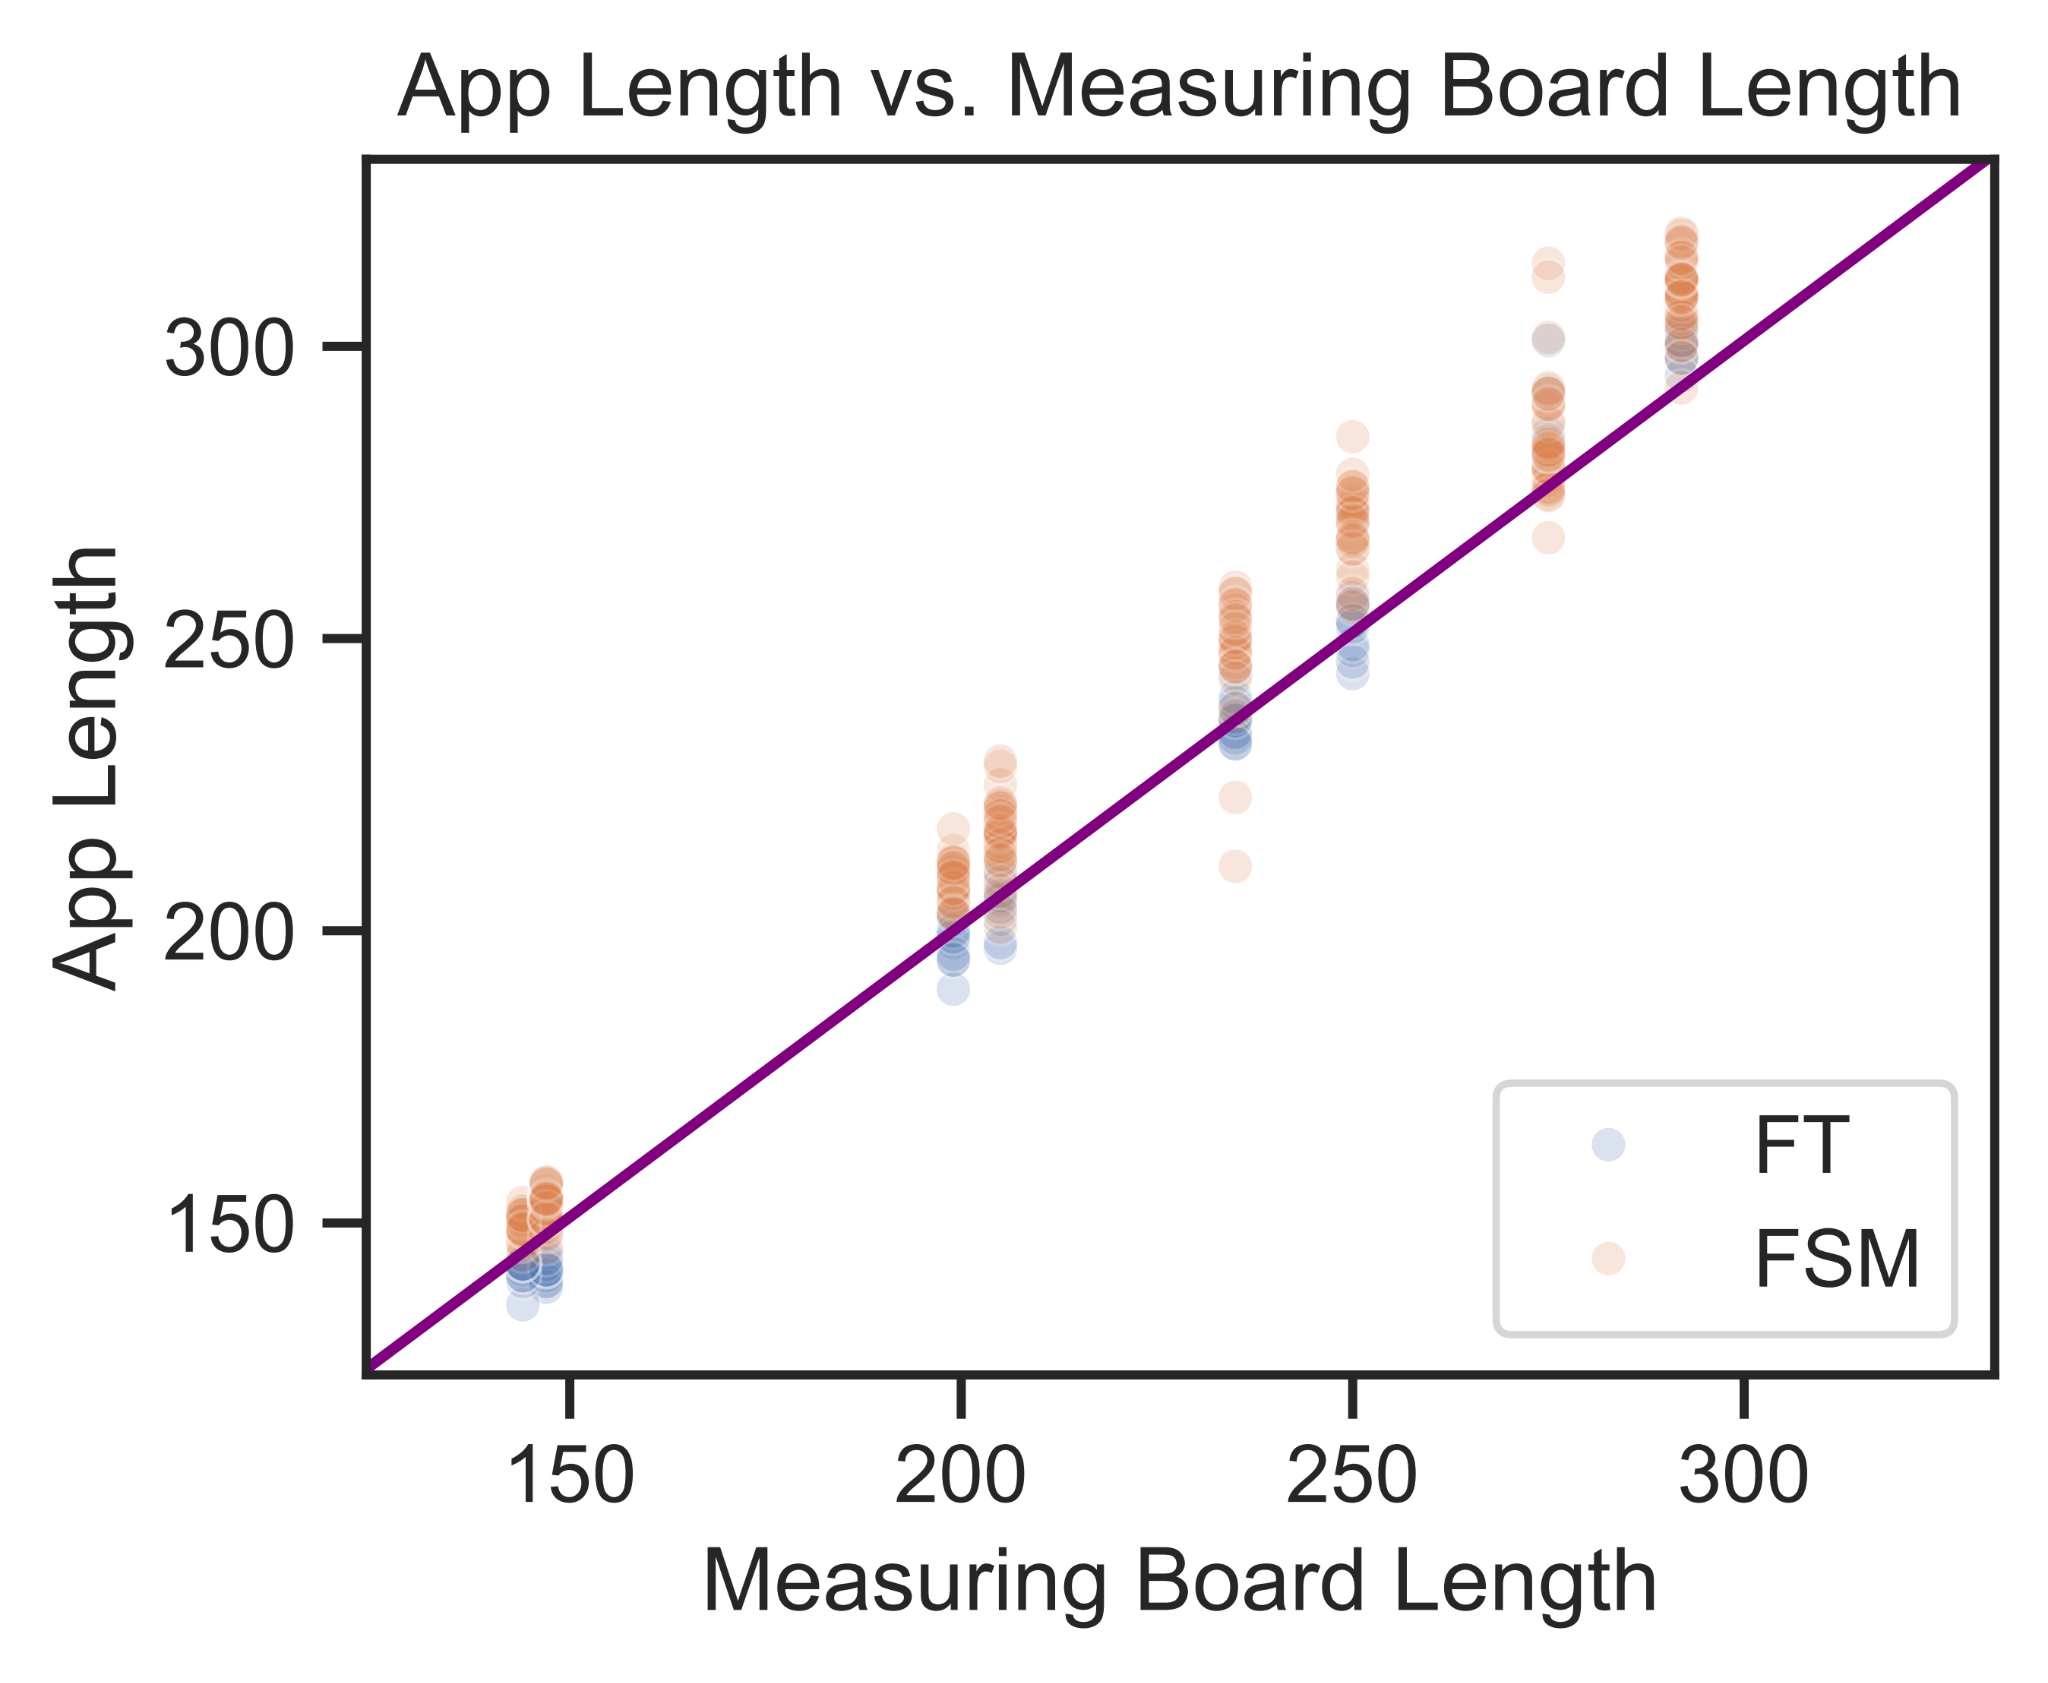 App Length vs. Measuring Board Length
App Length
300
250
200
150
150 200 250 300
Measuring Board Length
FT
FSM